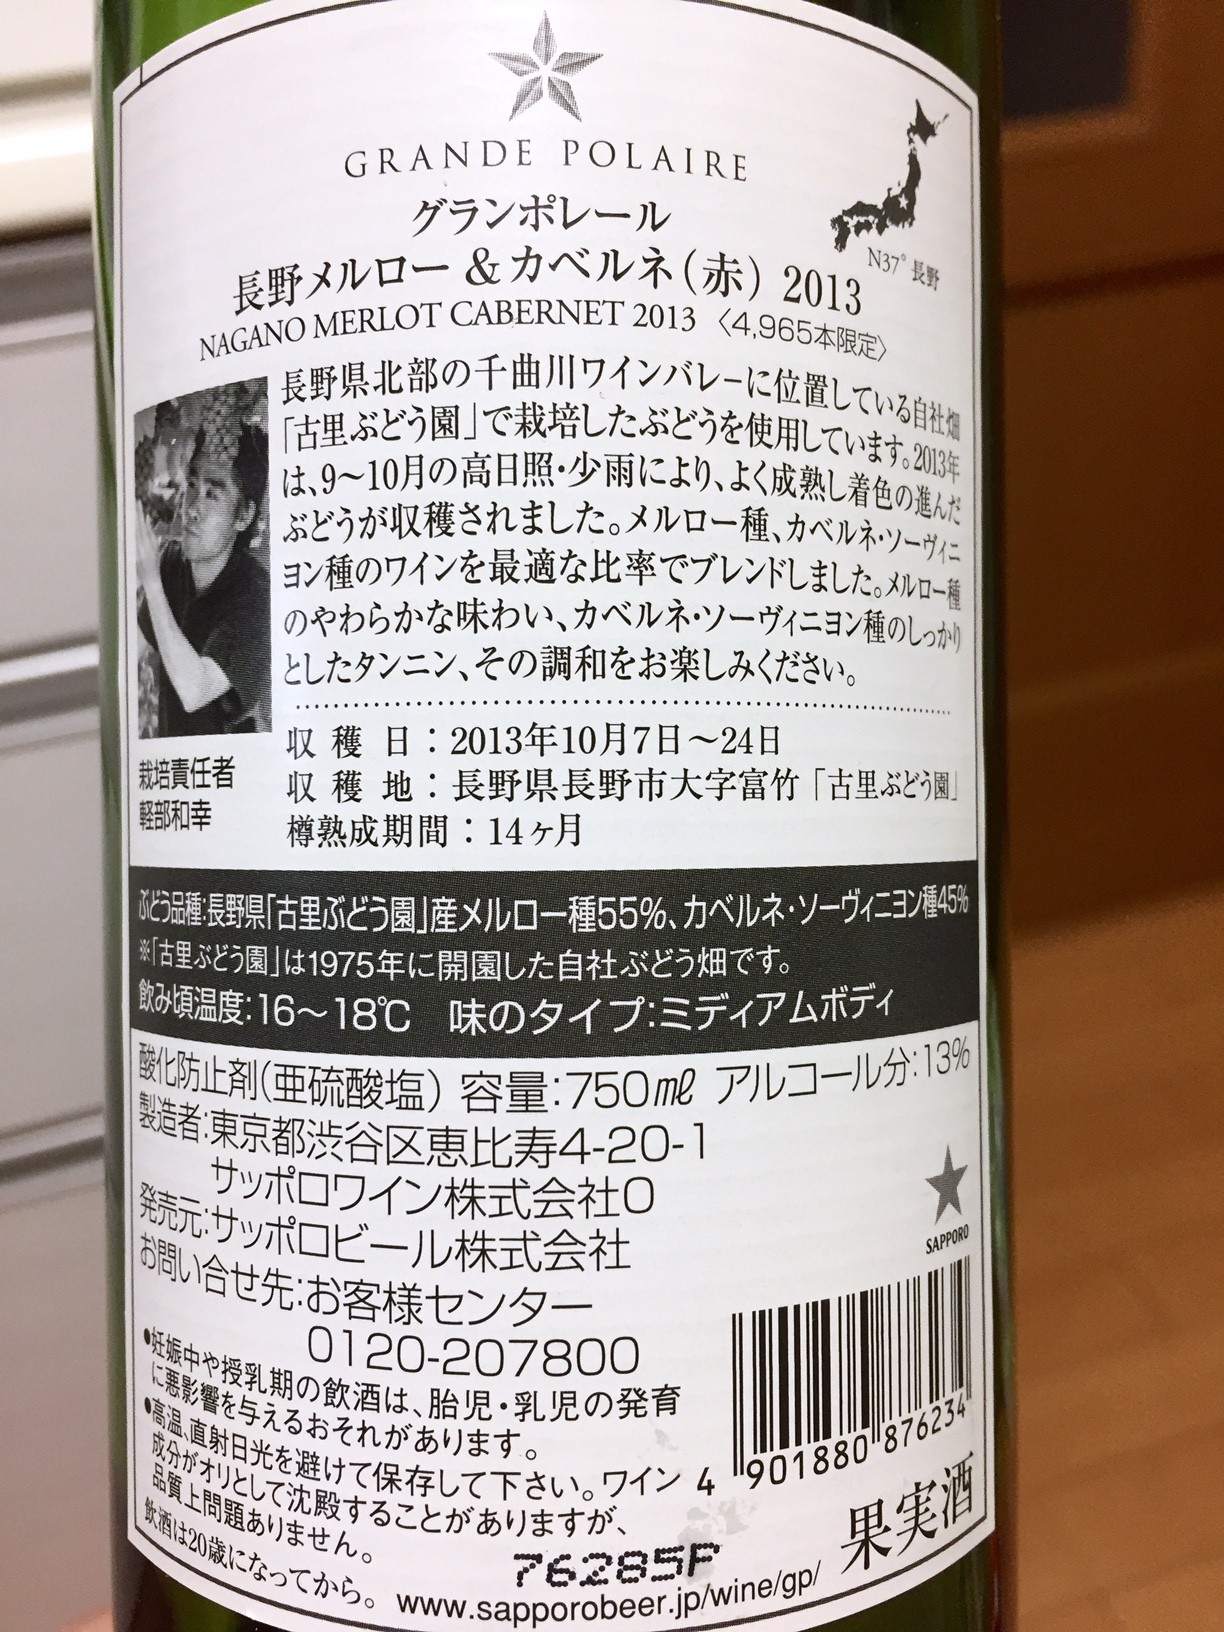 GRANDE POLAIRE
グランポレール
N37° 長野
長野メルロー & カベルネ(赤) 2013
NAGANO MERLOT CABERNET 2013 〈4,965本限定〉
長野県北部の千曲川ワインバレーに位置している自社畑
「古里ぶどう園」で栽培したぶどうを使用しています。2013年
は、9〜10月の高日照・少雨により、よく成熟し着色の進んだ
ぶどうが収穫されました。メルロー種、カベルネ・ソーヴィニ
ヨン種のワインを最適な比率でブレンドしました。メルロー種
のやわらかな味わい、カベルネ・ソーヴィニヨン種のしっかり
としたタンニン、その調和をお楽しみください。
栽培責任者
軽部和幸
収穫日:2013年10月7日〜24日
収穫地:長野県長野市大字富竹「古里ぶどう園」
樽熟成期間:14ヶ月
ぶどう品種:長野県「古里ぶどう園」産メルロー種55%、カベルネ・ソーヴィニヨン種45%
※「古里ぶどう園」は1975年に開園した自社ぶどう畑です。
飲み頃温度:16〜18℃ 味のタイプ:ミディアムボディ
酸化防止剤(亜硫酸塩) 容量:750㎖ アルコール分:13%
製造者:東京都渋谷区恵比寿4-20-1
サッポロワイン株式会社O
発売元:サッポロビール株式会社
お問い合せ先:お客様センター
0120-207800
SAPPORO
●妊娠中や授乳期の飲酒は、胎児・乳児の発育
に悪影響を与えるおそれがあります。
●高温、直射日光を避けて保存して下さい。ワイン
成分がオリとして沈殿することがありますが、
品質上問題ありません。
飲酒は20歳になってから。
4 901880 876234
果実酒
76285F
www.sapporobeer.jp/wine/gp/